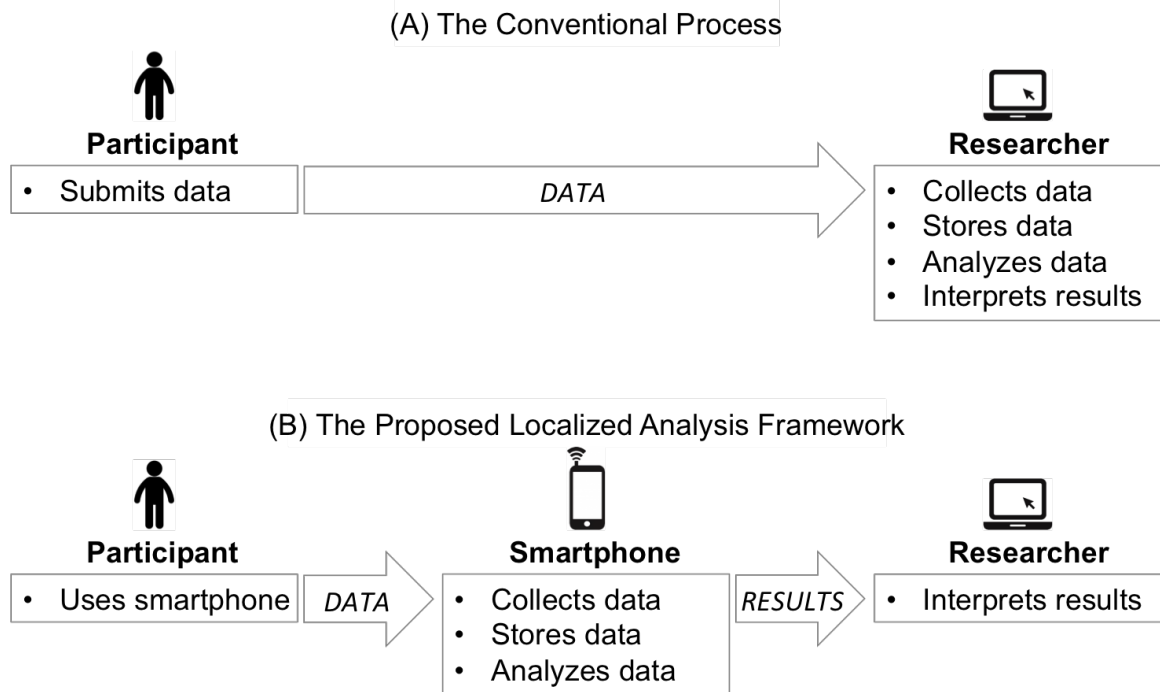 (A) The Conventional Process
Participant
• Submits data
DATA
Researcher
• Collects data
• Stores data
• Analyzes data
• Interprets results
(B) The Proposed Localized Analysis Framework
Participant
• Uses smartphone
DATA
Smartphone
• Collects data
• Stores data
• Analyzes data
RESULTS
Researcher
• Interprets results